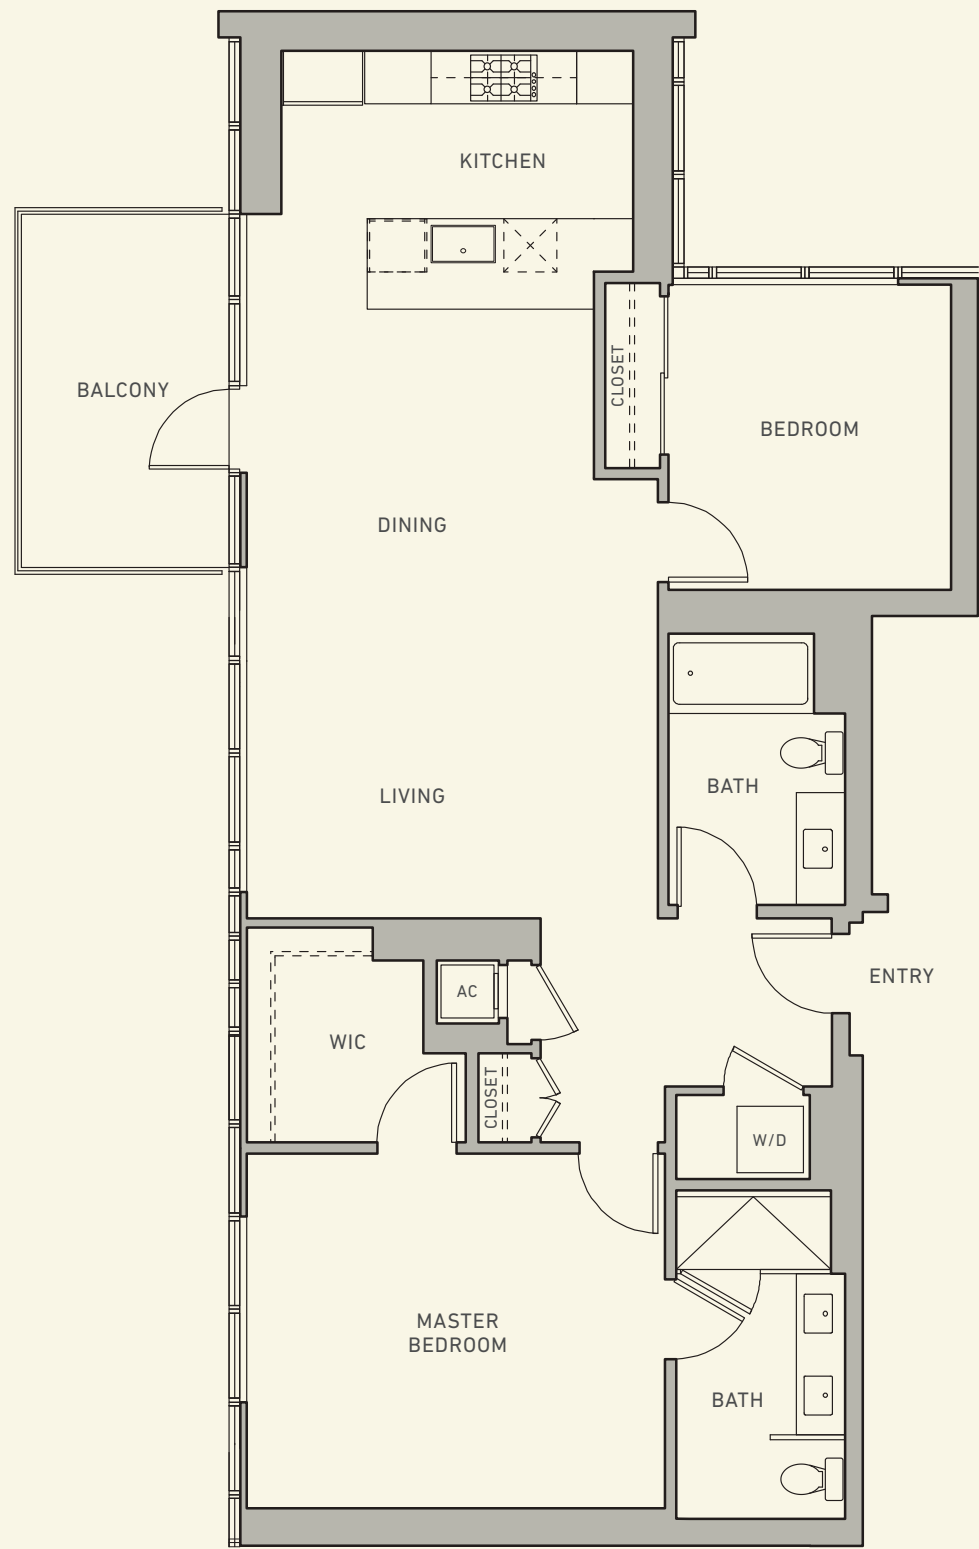 KITCHEN
BALCONY
CLOSET
BEDROOM
DINING
BATH
LIVING
ENTRY
AC
WIC
CLOSET
W/D
MASTER
BEDROOM
BATH